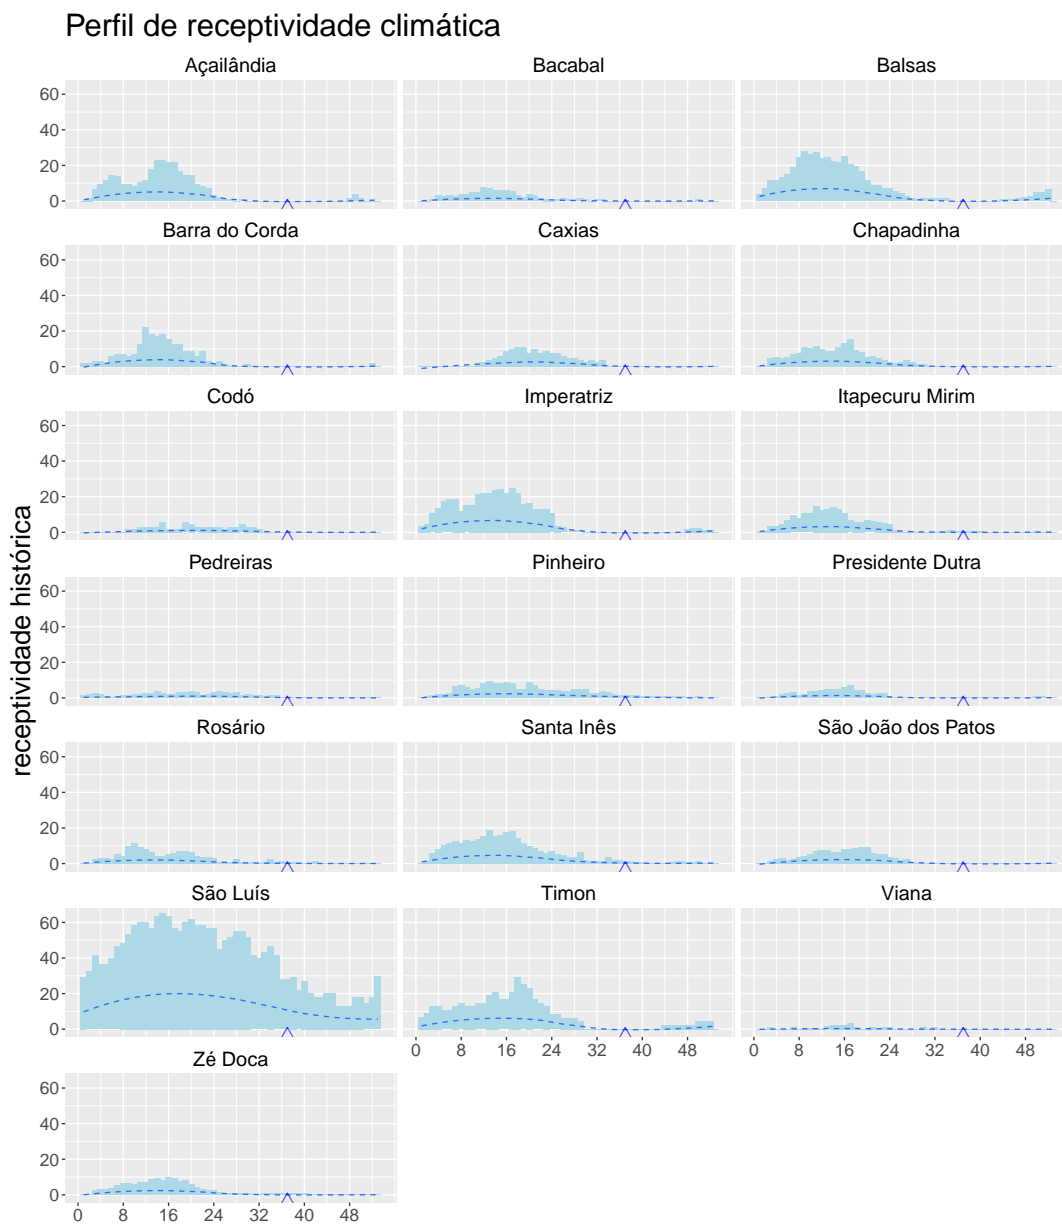 Perfil de receptividade climática
Açailândia Bacabal Balsas
60
40
20
0
Barra do Corda Caxias Chapadinha
60
40
20
0
Codó Imperatriz Itapecuru Mirim
60
40
20
0
Pedreiras Pinheiro Presidente Dutra
60
40
20
0
Rosário Santa Inês São João dos Patos
60
40
20
0
São Luís Timon Viana
60
40
20
0
0 8 16 24 32 40 48 0 8 16 24 32 40 48
Zé Doca
60
40
20
0
0 8 16 24 32 40 48
receptividade histórica